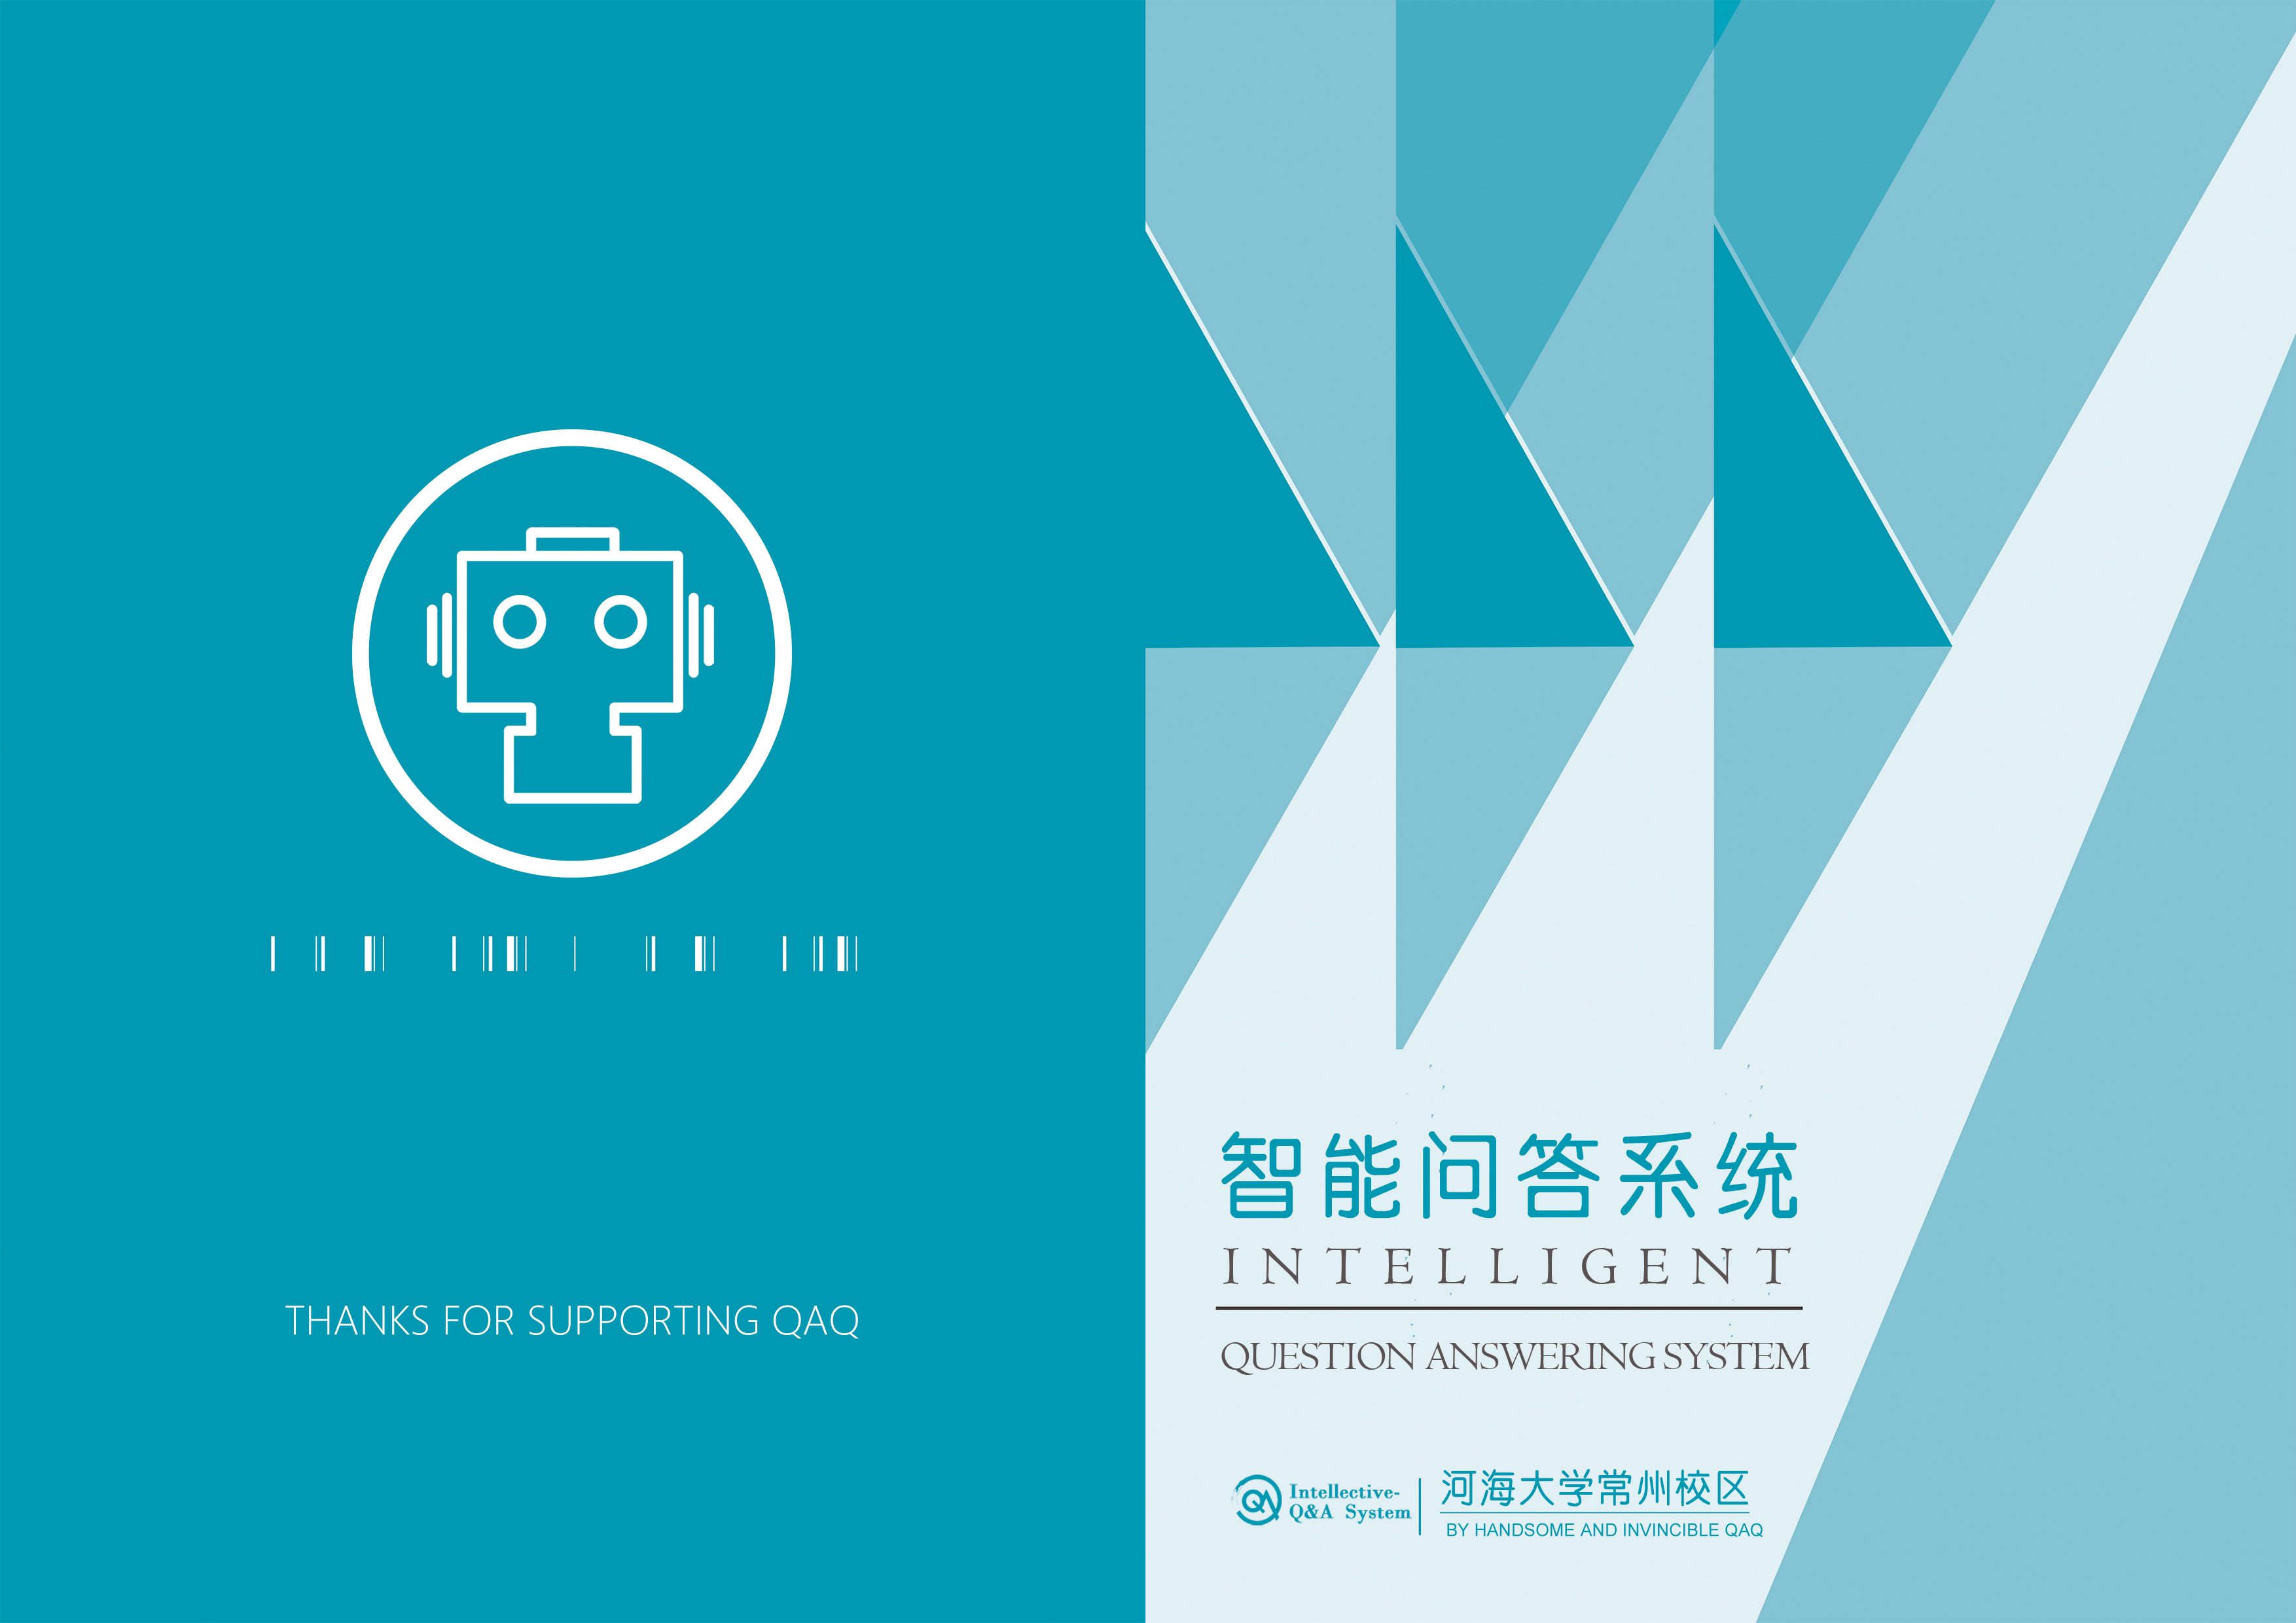 THANKS FOR SUPPORTING QAQ
智能问答系统
INTELLIGENT
QUESTION ANSWERING SYSTEM
QA
Intellective-
Q&A System
河海大学常州校区
BY HANDSOME AND INVINCIBLE QAQ